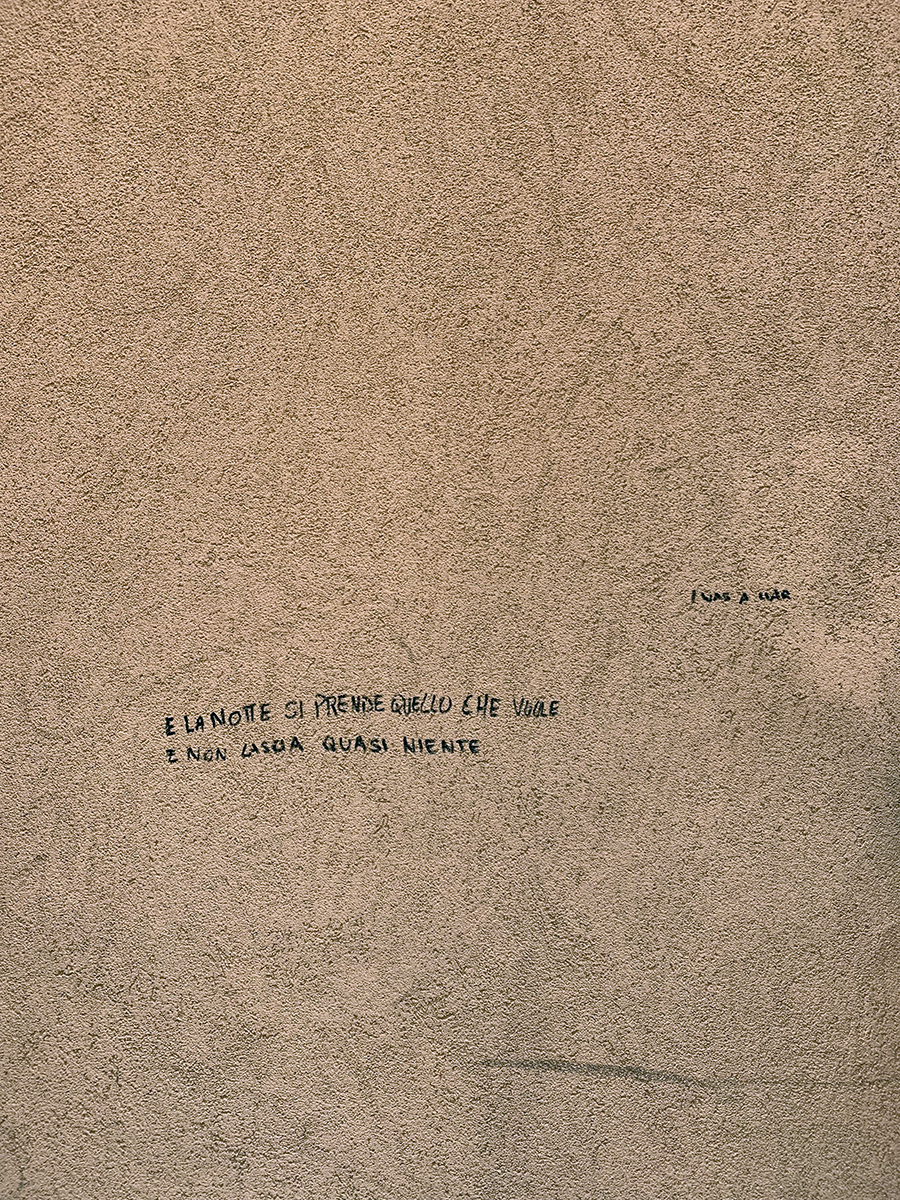 I WAS A LIAR
E LA NOTTE SI PRENDE QUELLO CHE VUOLE
E NON LASCIA QUASI NIENTE